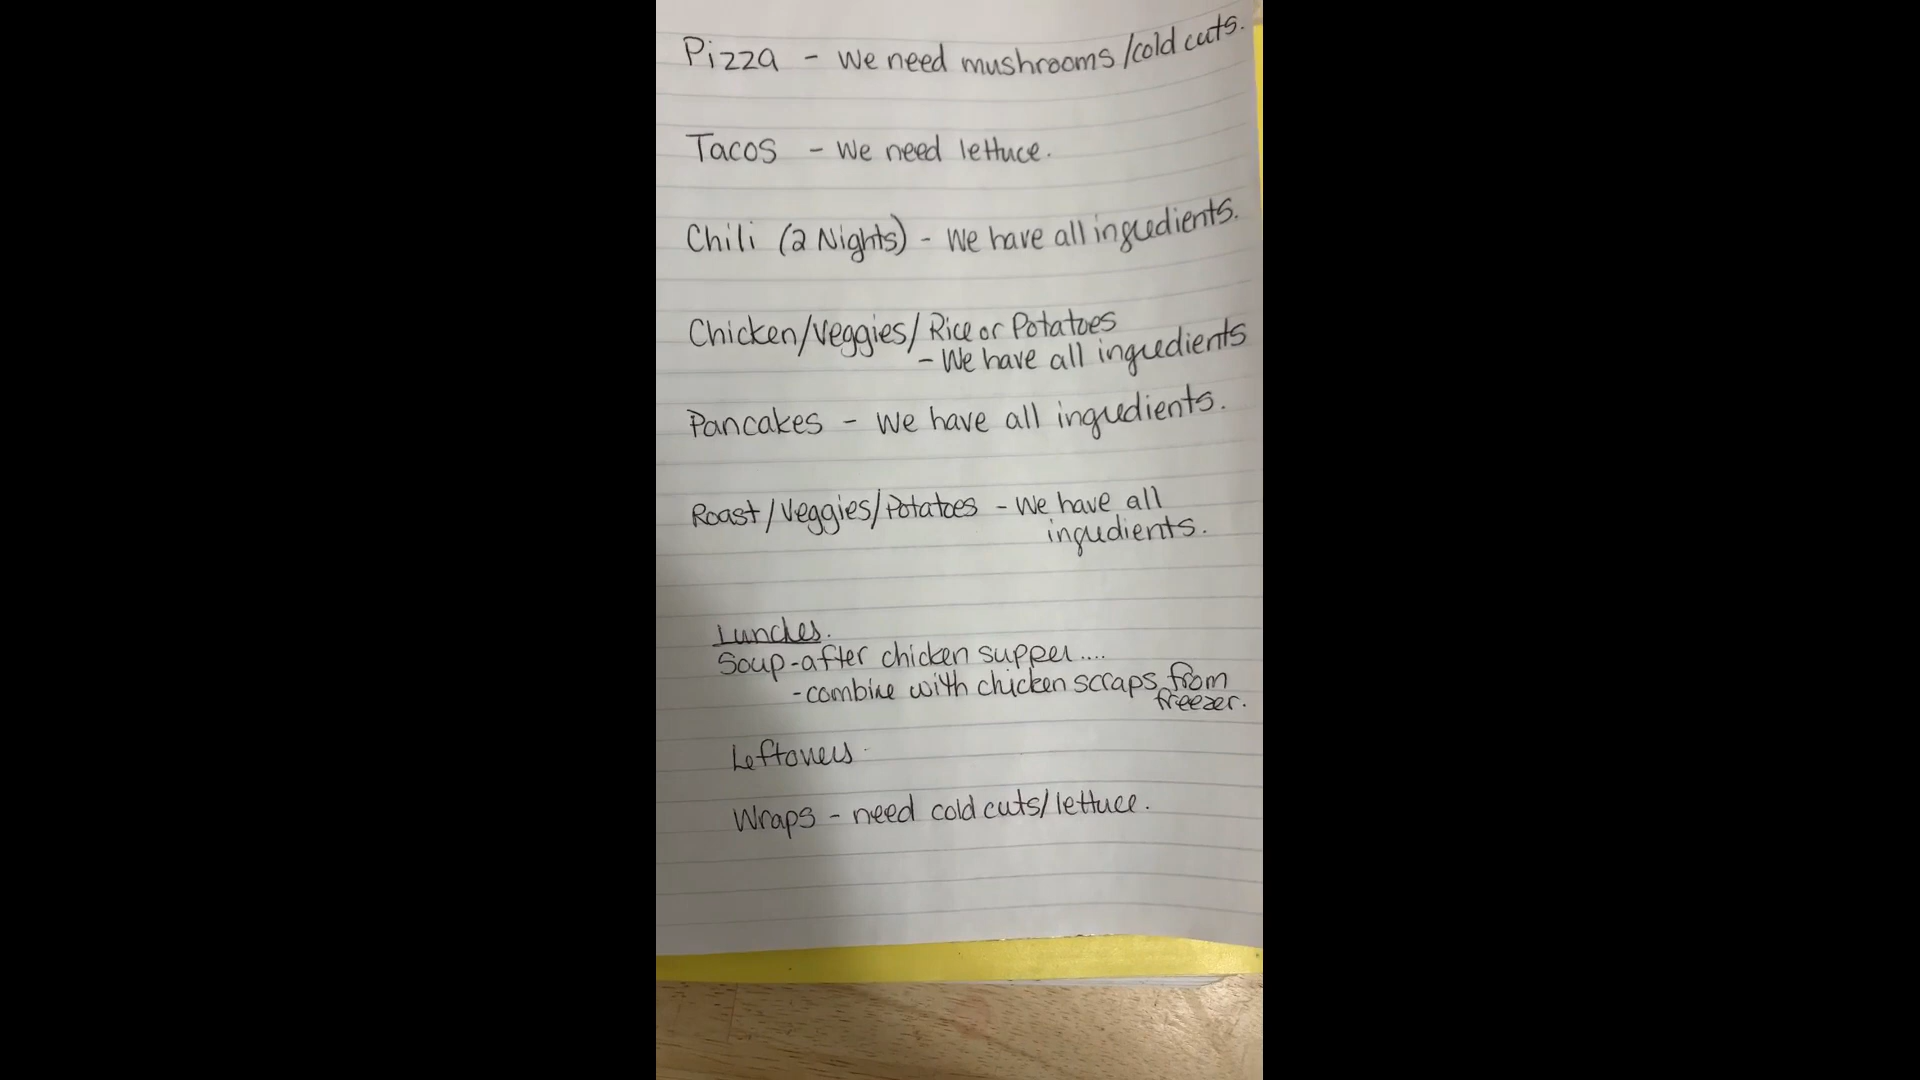 Pizza - We need mushrooms/cold cuts.
Tacos - We need lettuce.
Chili (2 Nights) - We have all ingredients.
Chicken/Veggies/Rice or Potatoes
- We have all ingredients
Pancakes - We have all ingredients.
Roast/Veggies/Potatoes - We have all
ingredients.
Lunches.
Soup - after chicken supper....
- combine with chicken scraps from
freezer.
Leftovers
Wraps - need cold cuts/lettuce.